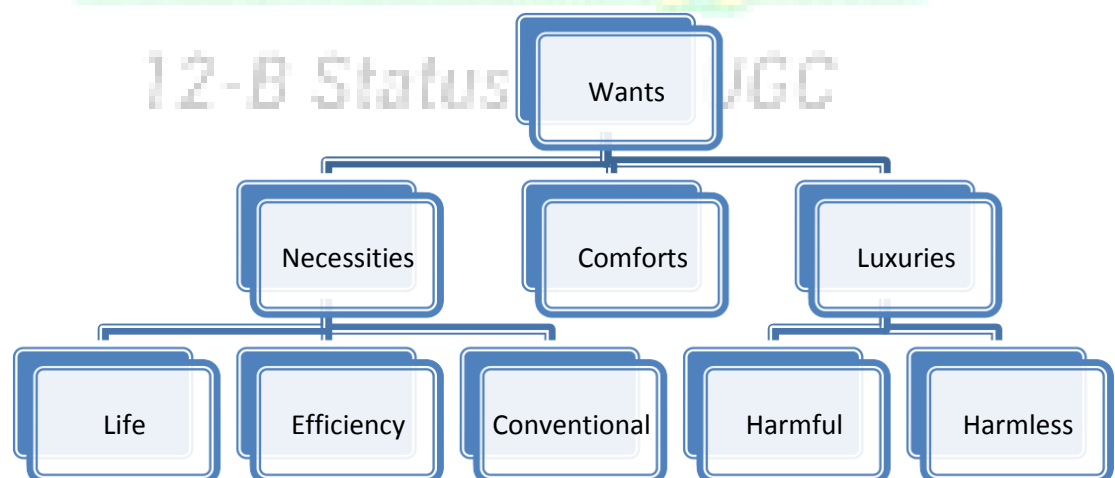 12-B Status
UGC
Wants
Necessities
Comforts
Luxuries
Life
Efficiency
Conventional
Harmful
Harmless